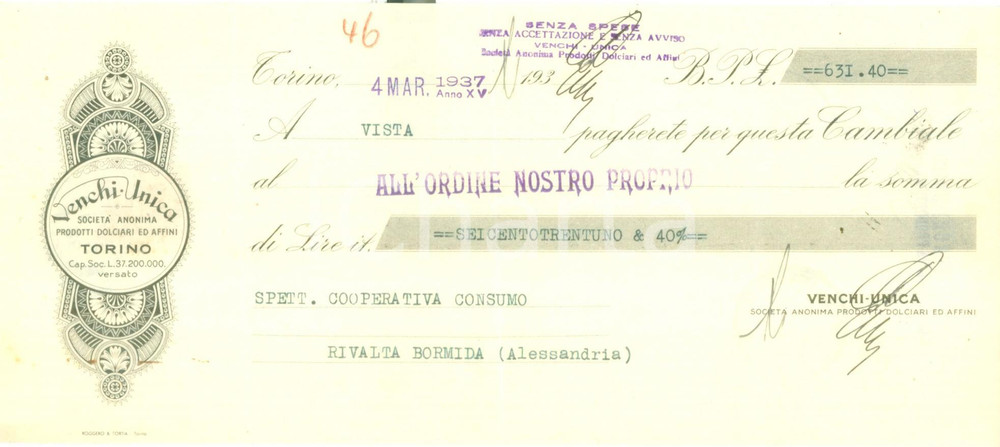 46
SENZA SPESE
SENZA ACCETTAZIONE E SENZA AVVISO
VENCHI - UNICA
Società Anonima Prodotti Dolciari ed Affini
Torino, 4 MAR. 1937 Anno XV 193 B.P.£. ==631.40==
A VISTA pagherete per questa Cambiale
al ALL'ORDINE NOSTRO PROPRIO la somma
di Lire it. ==SEICENTOTRENTUNO & 40%==
Venchi-Unica
SOCIETÀ ANONIMA
PRODOTTI DOLCIARI ED AFFINI
TORINO
Cap. Soc. L. 37.200.000.
versato
SPETT. COOPERATIVA CONSUMO
RIVALTA BORMIDA (Alessandria)
VENCHI-UNICA
SOCIETÀ ANONIMA PRODOTTI DOLCIARI ED AFFINI